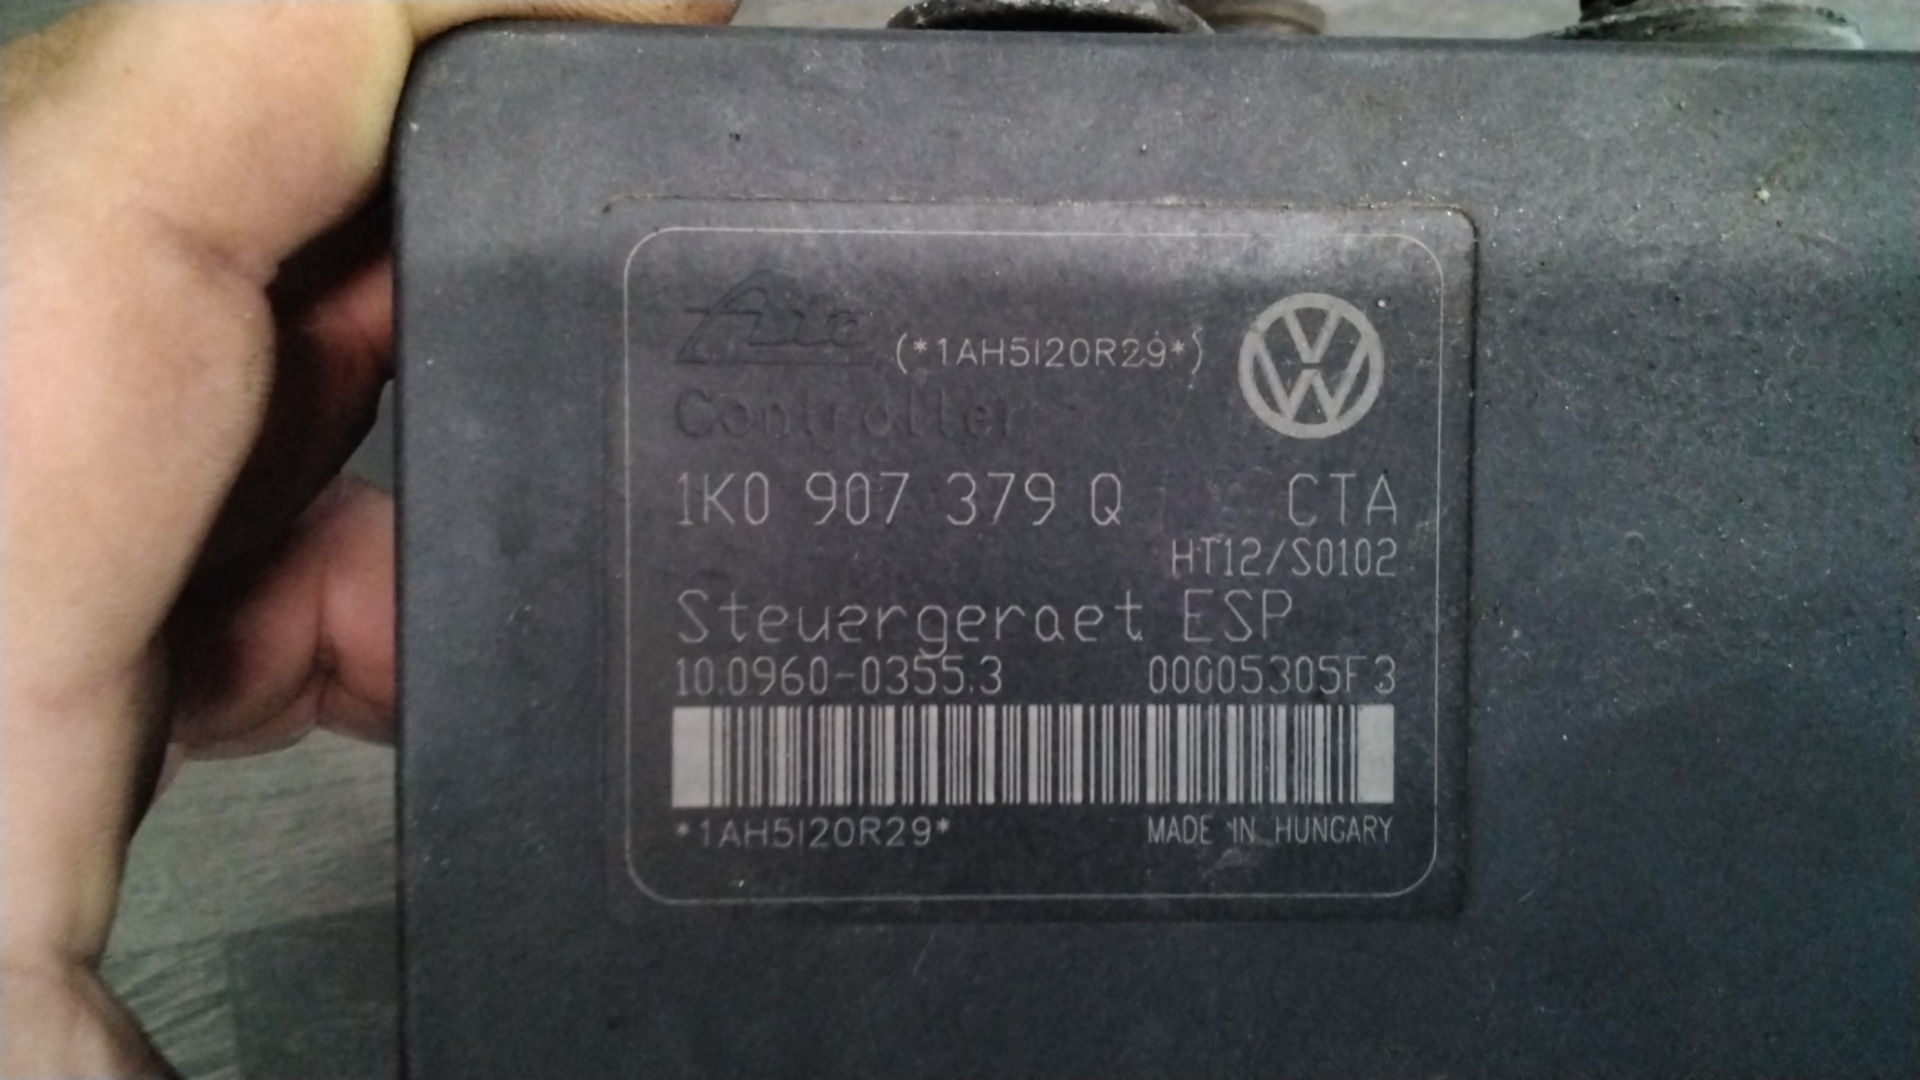 Ate (*1AH5I20R29*)
Controller
1K0 907 379 Q CTA
HT12/S0102
Steuergeraet ESP
10.0960-0355.3 00005305F3
*1AH5I20R29* MADE IN HUNGARY